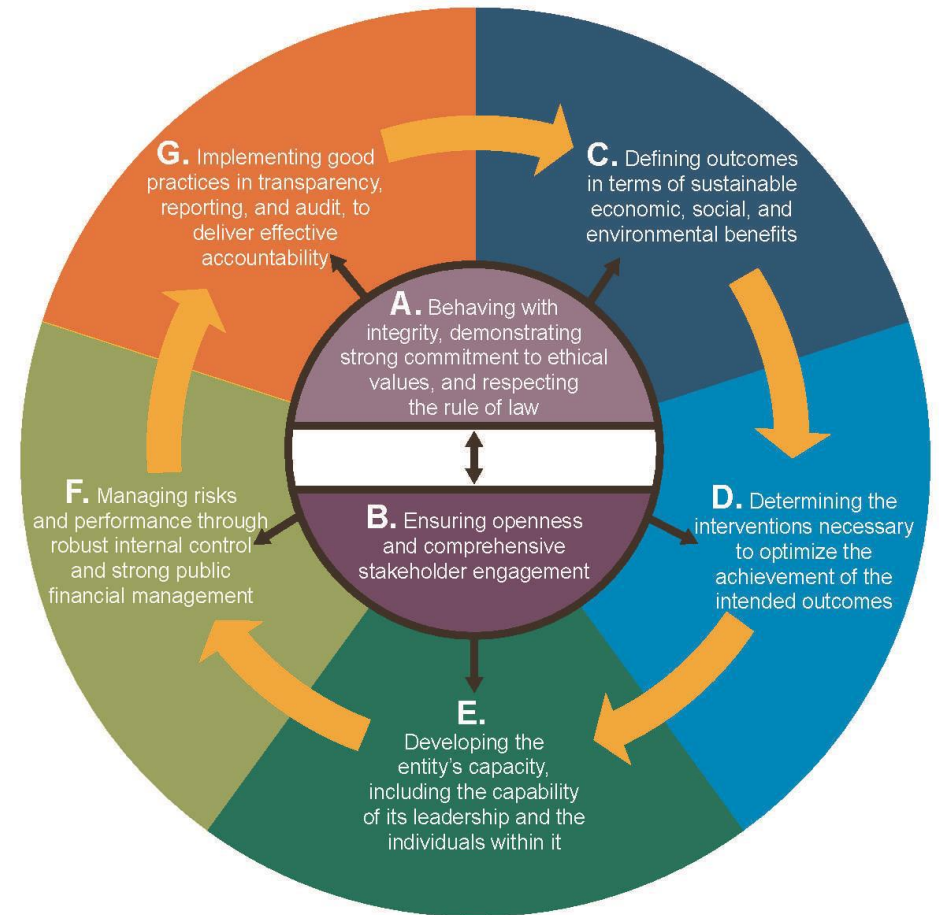 G. Implementing good
practices in transparency,
reporting, and audit, to
deliver effective
accountability
C. Defining outcomes
in terms of sustainable
economic, social, and
environmental benefits
A. Behaving with
integrity, demonstrating
strong commitment to ethical
values, and respecting
the rule of law
B. Ensuring openness
and comprehensive
stakeholder engagement
D. Determining the
interventions necessary
to optimize the
achievement of the
intended outcomes
F. Managing risks
and performance through
robust internal control
and strong public
financial management
E.
Developing the
entity's capacity,
including the capability
of its leadership and the
individuals within it